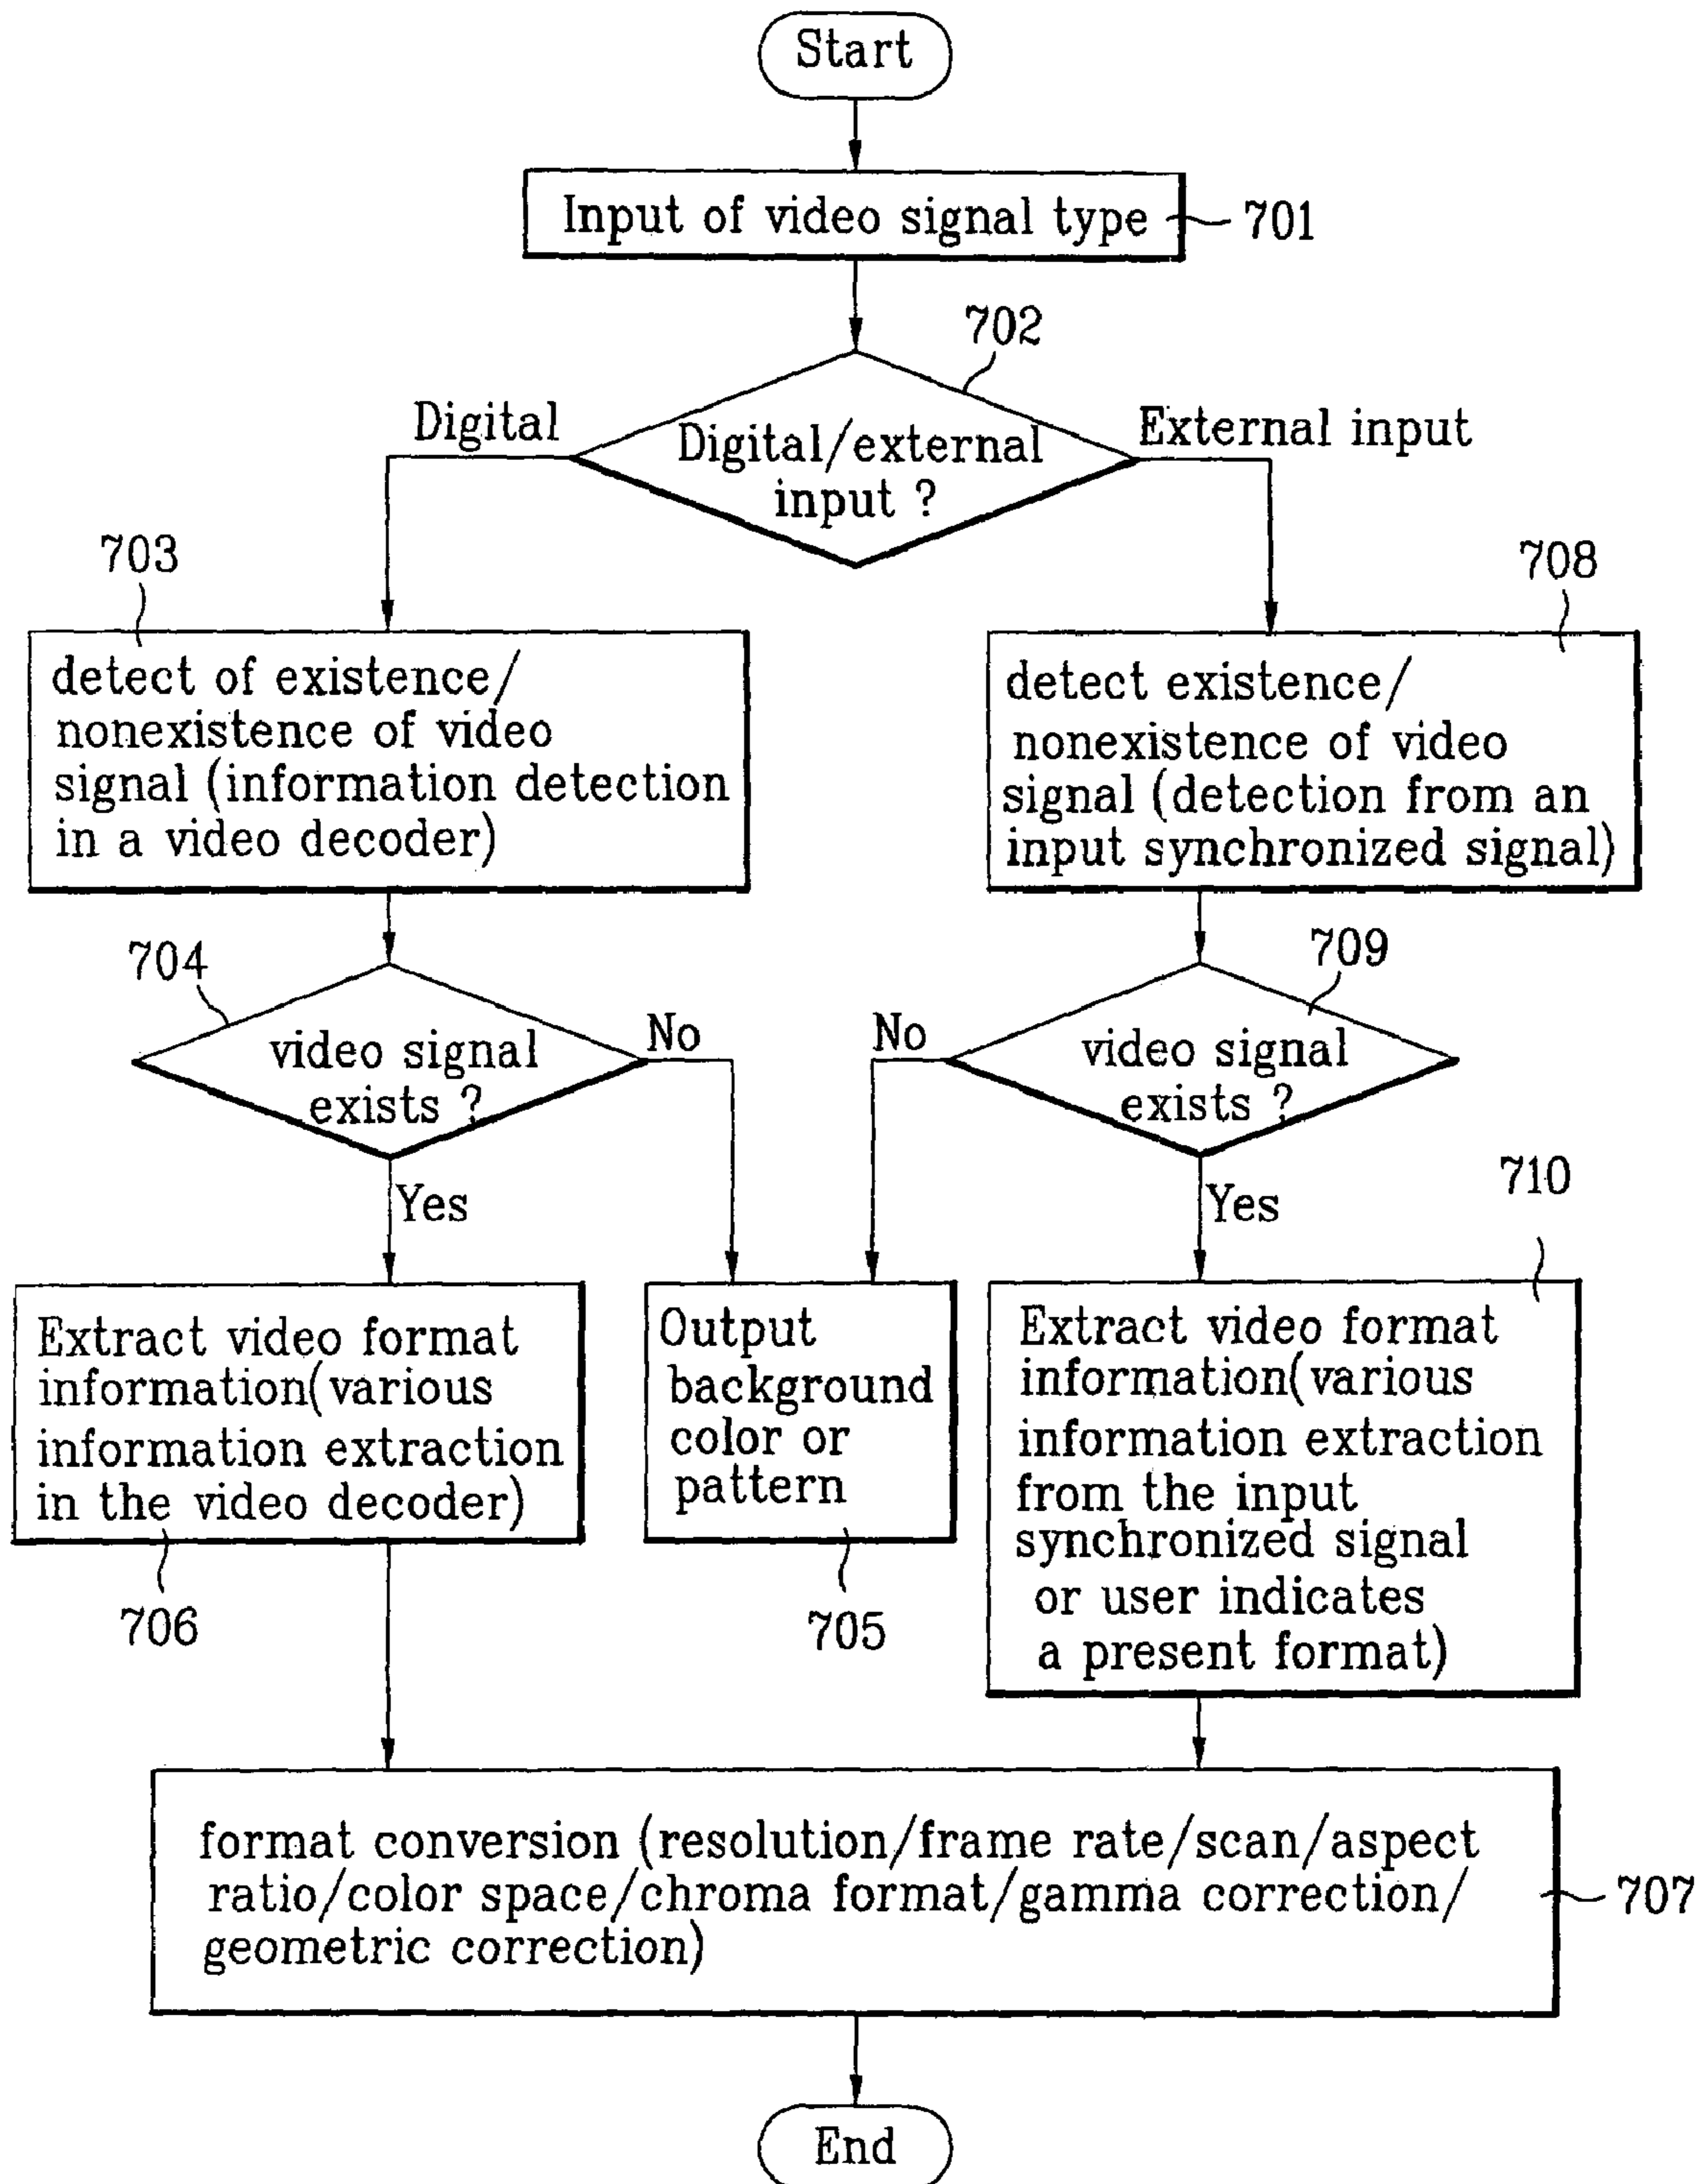 Start
Input of video signal type
701
702
Digital
Digital/external
input ?
External input
703
708
detect of existence/
nonexistence of video
signal (information detection
in a video decoder)
detect existence/
nonexistence of video
signal (detection from an
input synchronized signal)
704
709
video signal
exists ?
No
No
video signal
exists ?
Yes
Yes
710
Extract video format
information(various
information extraction
in the video decoder)
706
Output
background
color or
pattern
705
Extract video format
information(various
information extraction
from the input
synchronized signal
or user indicates
a present format)
format conversion (resolution/frame rate/scan/aspect
ratio/color space/chroma format/gamma correction/
geometric correction)
707
End